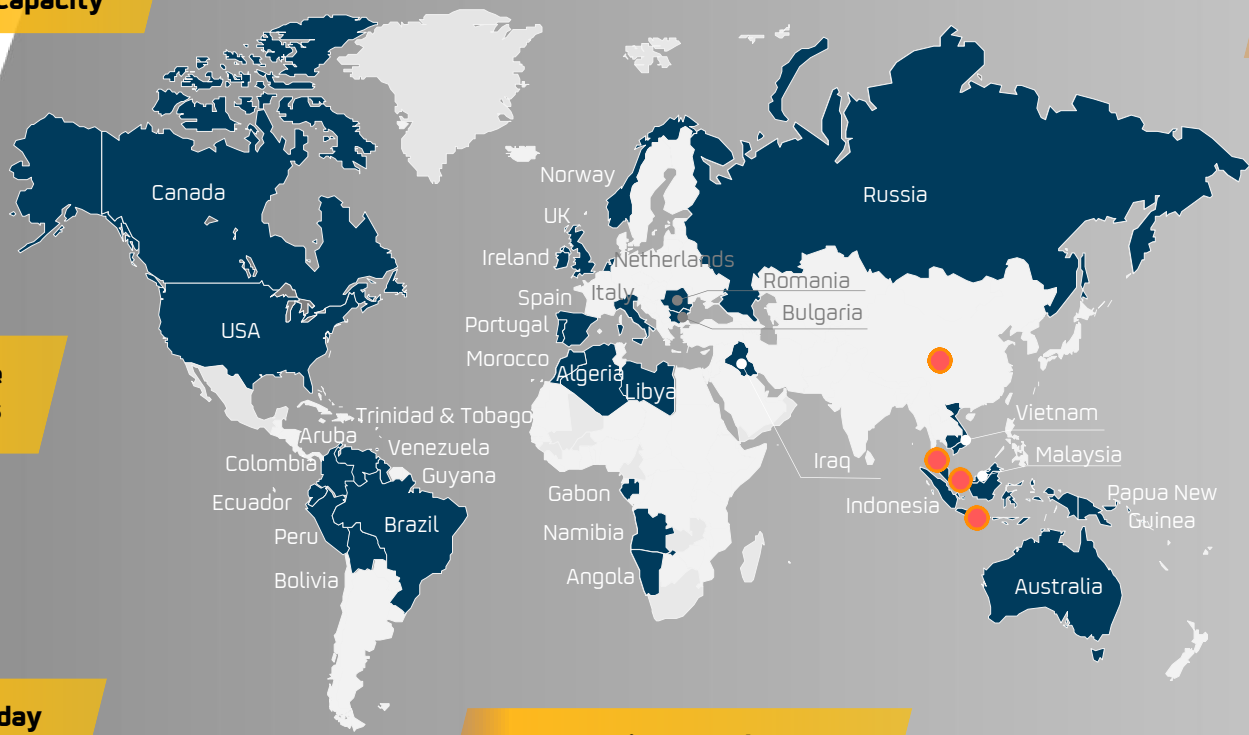 Capacity
Canada
USA
Norway
UK
Ireland
Netherlands
Spain
Italy
Portugal
Morocco
Algeria
Libya
Romania
Bulgaria
Russia
Trinidad & Tobago
Aruba
Venezuela
Colombia
Guyana
Ecuador
Brazil
Peru
Bolivia
Gabon
Namibia
Angola
Iraq
Vietnam
Malaysia
Indonesia
Papua New
Guinea
Australia
day